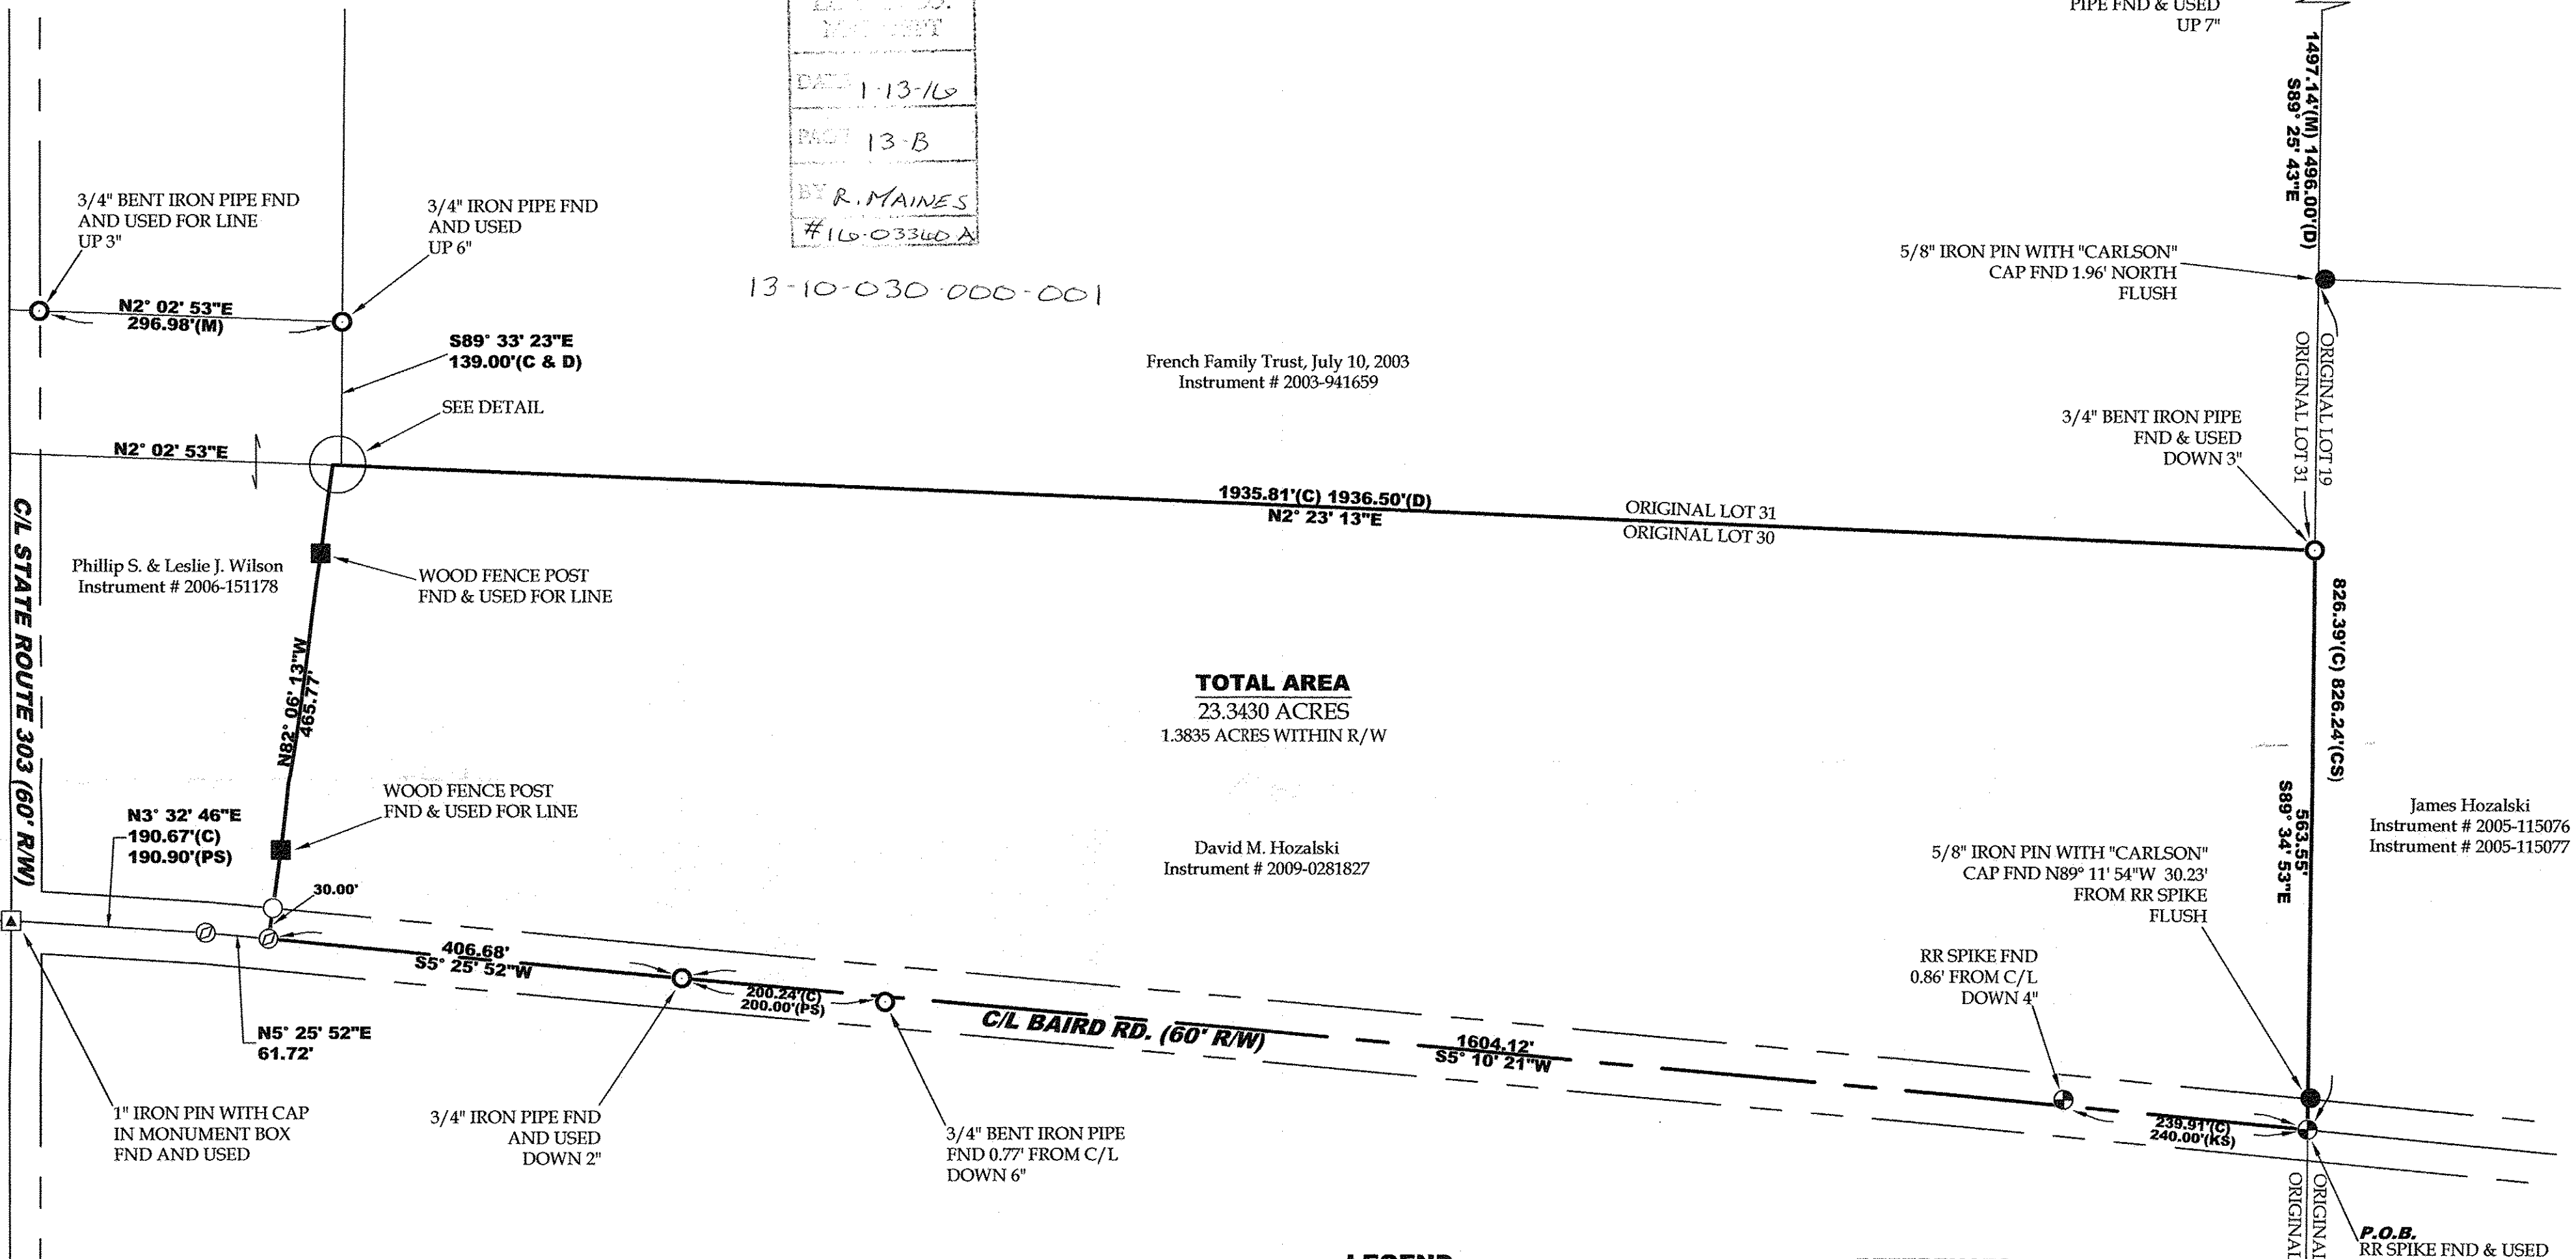 PIPE FND & USED
UP 7"
DATE 1-13-16
PAGE 13-B
BY R. MAINES
#16-03360 A
13-10-030-000-001
1497.14'(M) 1496.00'(D)
S89° 25' 43"E
3/4" BENT IRON PIPE FND
AND USED FOR LINE
UP 3"
3/4" IRON PIPE FND
AND USED
UP 6"
5/8" IRON PIN WITH "CARLSON"
CAP FND 1.96' NORTH
FLUSH
N2° 02' 53"E
296.98'(M)
S89° 33' 23"E
139.00'(C & D)
SEE DETAIL
French Family Trust, July 10, 2003
Instrument # 2003-941659
ORIGINAL LOT 19
ORIGINAL LOT 31
3/4" BENT IRON PIPE
FND & USED
DOWN 3"
N2° 02' 53"E
1935.81'(C) 1936.50'(D)
N2° 23' 13"E
ORIGINAL LOT 31
ORIGINAL LOT 30
C/L STATE ROUTE 303 (60' R/W)
Phillip S. & Leslie J. Wilson
Instrument # 2006-151178
WOOD FENCE POST
FND & USED FOR LINE
826.39'(C) 826.24'(CS)
N82° 06' 13"W
465.77'
TOTAL AREA
23.3430 ACRES
1.3835 ACRES WITHIN R/W
WOOD FENCE POST
FND & USED FOR LINE
563.55'
S89° 34' 53"E
James Hozalski
Instrument # 2005-115076
Instrument # 2005-115077
N3° 32' 46"E
190.67'(C)
190.90'(PS)
David M. Hozalski
Instrument # 2009-0281827
5/8" IRON PIN WITH "CARLSON"
CAP FND N89° 11' 54"W 30.23'
FROM RR SPIKE
FLUSH
30.00'
406.68'
S5° 25' 52"W
RR SPIKE FND
0.86' FROM C/L
DOWN 4"
200.24'(C)
200.00'(PS)
C/L BAIRD RD. (60' R/W)
N5° 25' 52"E
61.72'
1604.12'
S5° 10' 21"W
1" IRON PIN WITH CAP
IN MONUMENT BOX
FND AND USED
3/4" IRON PIPE FND
AND USED
DOWN 2"
3/4" BENT IRON PIPE
FND 0.77' FROM C/L
DOWN 6"
239.91'(C)
240.00'(KS)
ORIGINAL
ORIGINAL
P.O.B.
RR SPIKE FND & USED
LEGEND